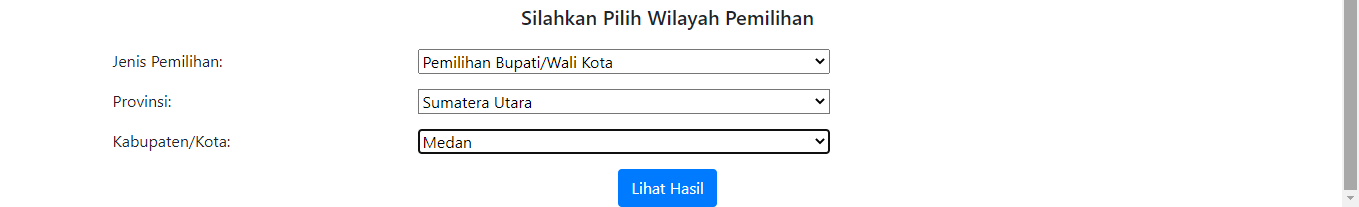 Silahkan Pilih Wilayah Pemilihan
Jenis Pemilihan: Pemilihan Bupati/Wali Kota
Provinsi: Sumatera Utara
Kabupaten/Kota: Medan
Lihat Hasil